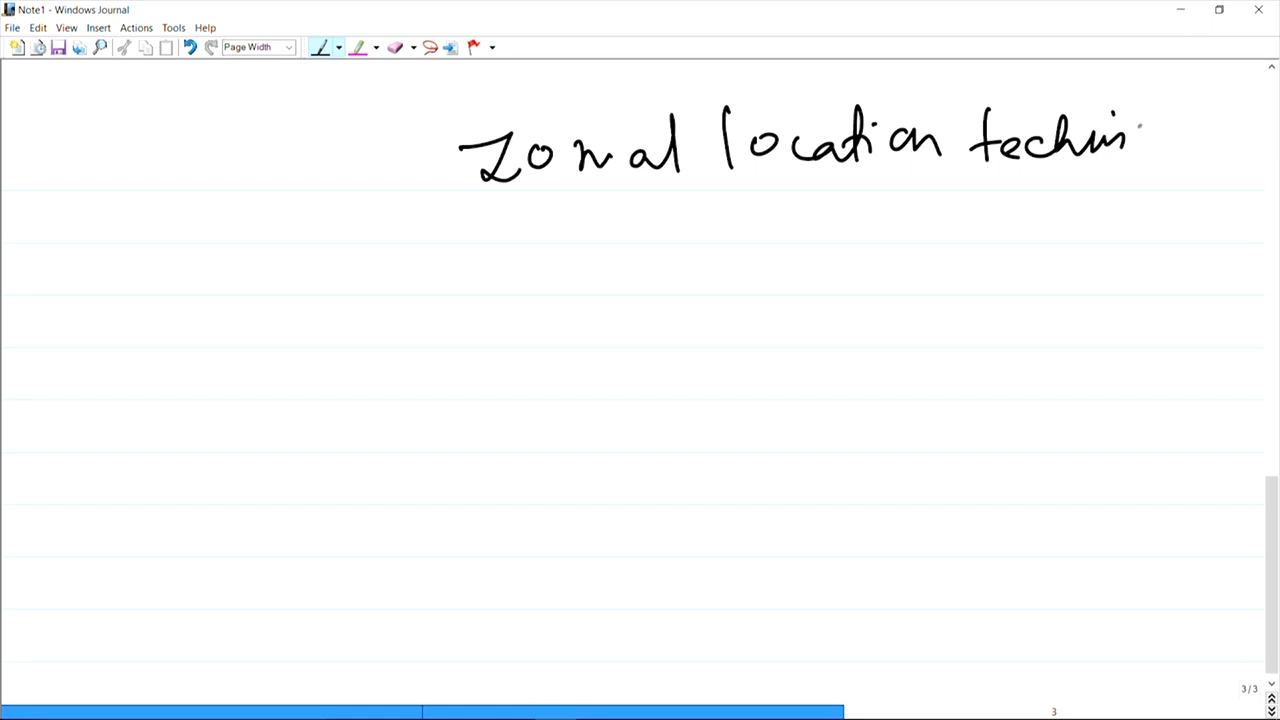 Note1 - Windows Journal
File Edit View Insert Actions Tools Help
Page Width
Zonal location techni
3 / 3
3